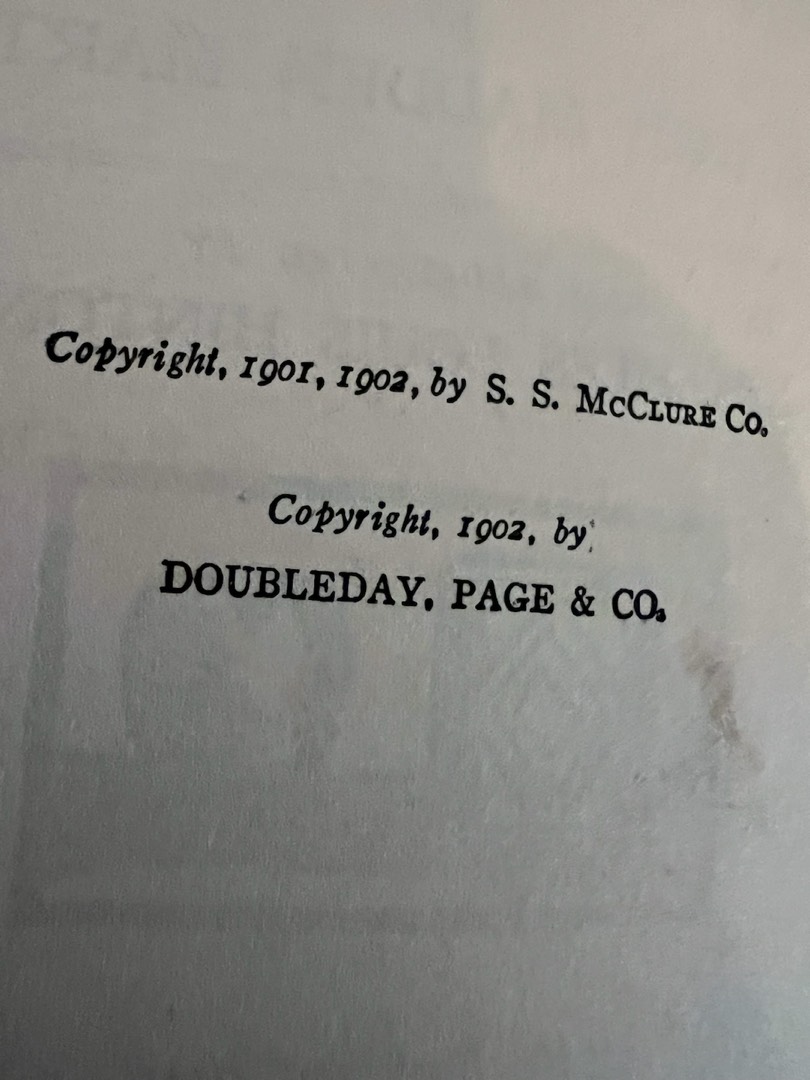 Copyright, 1901, 1902, by S. S. McClure Co.
Copyright, 1902, by
DOUBLEDAY, PAGE & CO.